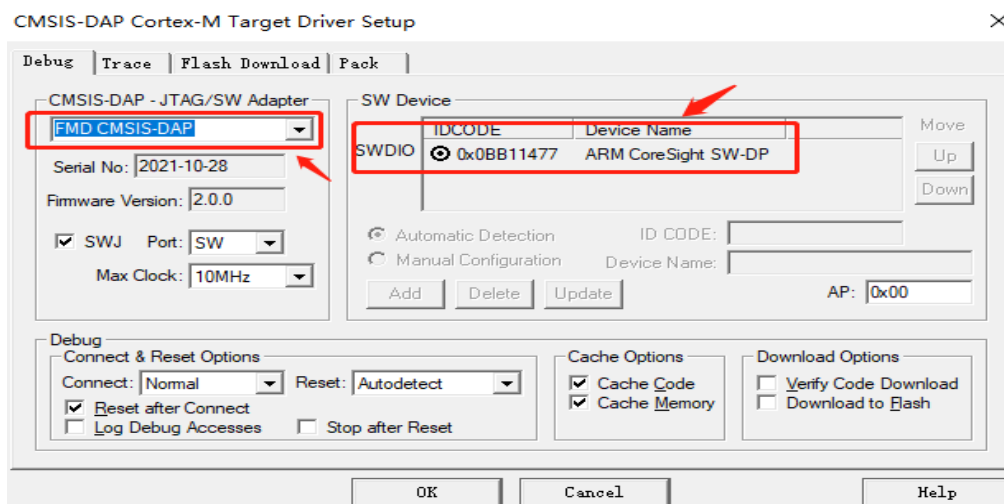 CMSIS-DAP Cortex-M Target Driver Setup
Debug Trace Flash Download Pack
CMSIS-DAP - JTAG/SW Adapter
FMD CMSIS-DAP
Serial No: 2021-10-28
Firmware Version: 2.0.0
SWJ Port: SW
Max Clock: 10MHz
SW Device
IDCODE Device Name
SWDIO 0x0BB11477 ARM CoreSight SW-DP
Move
Up
Down
Automatic Detection ID CODE:
Manual Configuration Device Name:
Add Delete Update AP: 0x00
Debug
Connect & Reset Options
Connect: Normal Reset: Autodetect
Reset after Connect
Log Debug Accesses Stop after Reset
Cache Options
Cache Code
Cache Memory
Download Options
Verify Code Download
Download to Flash
OK Cancel Help